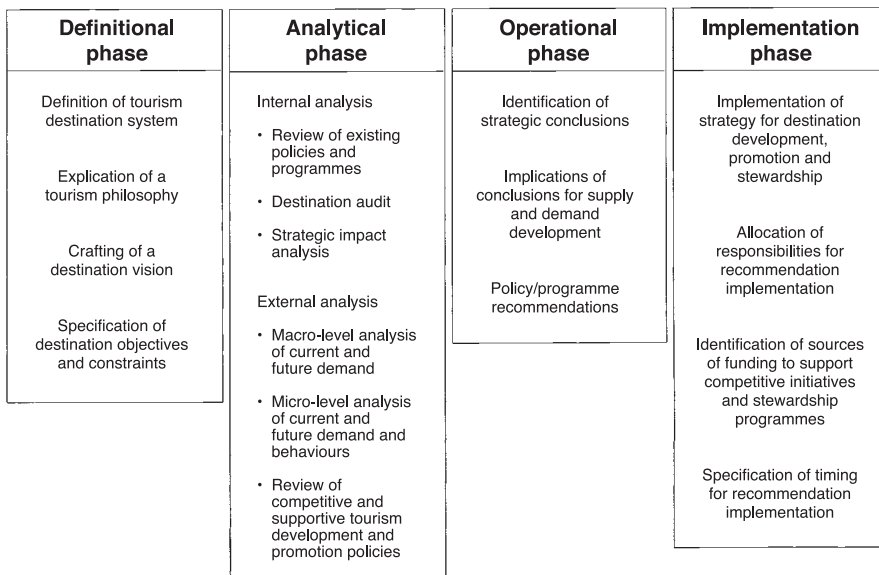 Definitional
phase
Definition of tourism
destination system
Explication of a
tourism philosophy
Crafting of a
destination vision
Specification of
destination objectives
and constraints
Analytical
phase
Internal analysis
• Review of existing
policies and
programmes
• Destination audit
• Strategic impact
analysis
External analysis
• Macro-level analysis
of current and
future demand
• Micro-level analysis
of current and
future demand and
behaviours
• Review of
competitive and
supportive tourism
development and
promotion policies
Operational
phase
Identification of
strategic conclusions
Implications of
conclusions for supply
and demand
development
Policy/programme
recommendations
Implementation
phase
Implementation of
strategy for destination
development,
promotion and
stewardship
Allocation of
responsibilities for
recommendation
implementation
Identification of sources
of funding to support
competitive initiatives
and stewardship
programmes
Specification of timing
for recommendation
implementation